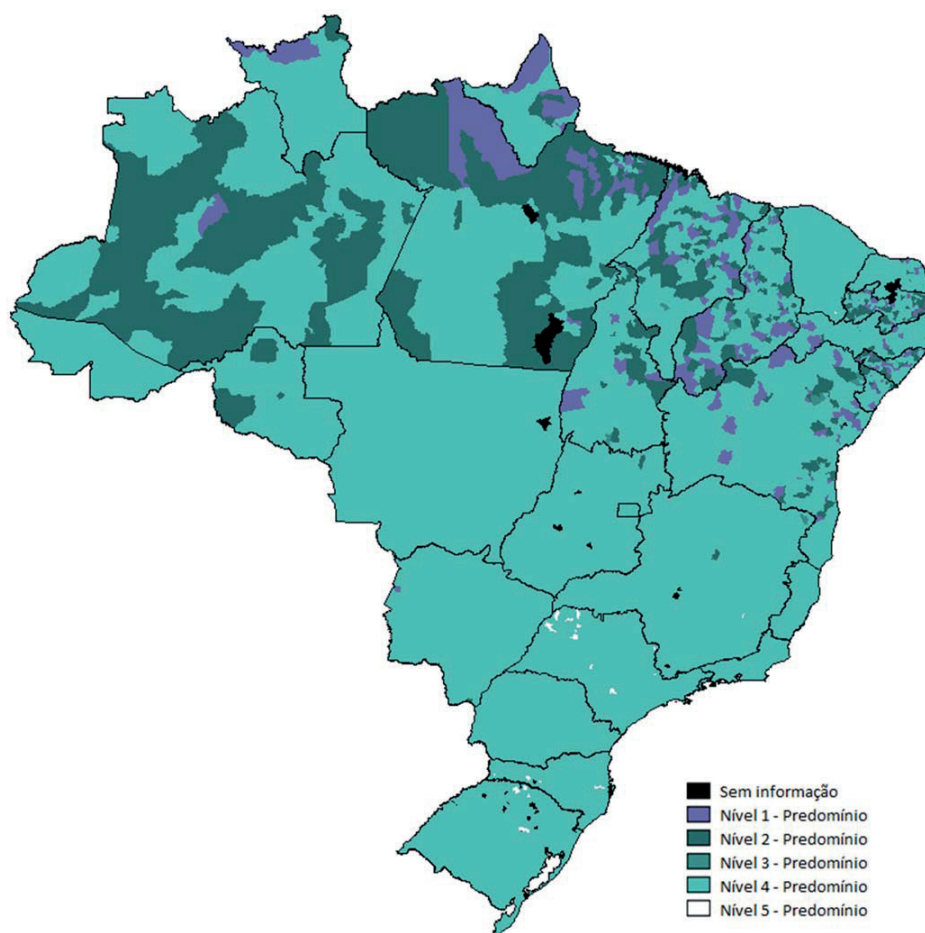 Sem informação
Nível 1 - Predomínio
Nível 2 - Predomínio
Nível 3 - Predomínio
Nível 4 - Predomínio
Nível 5 - Predomínio